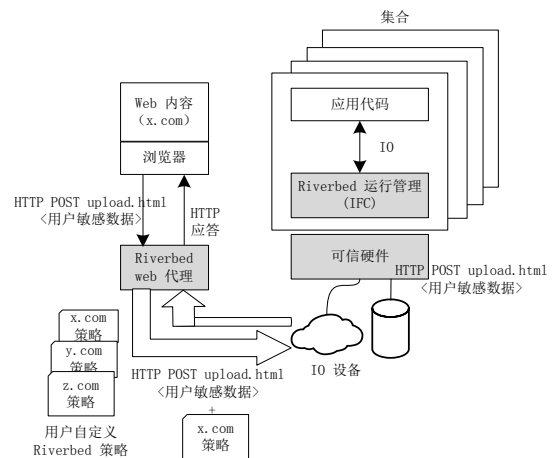 集合
Web 内容
(x.com)
浏览器
应用代码
IO
Riverbed 运行管理
(IFC)
HTTP POST upload.html
<用户敏感数据>
HTTP
应答
Riverbed
web 代理
可信硬件
HTTP POST upload.html
<用户敏感数据>
x.com
策略
y.com
策略
z.com
策略
用户自定义
Riverbed 策略
HTTP POST upload.html
<用户敏感数据>
+
x.com
策略
IO 设备